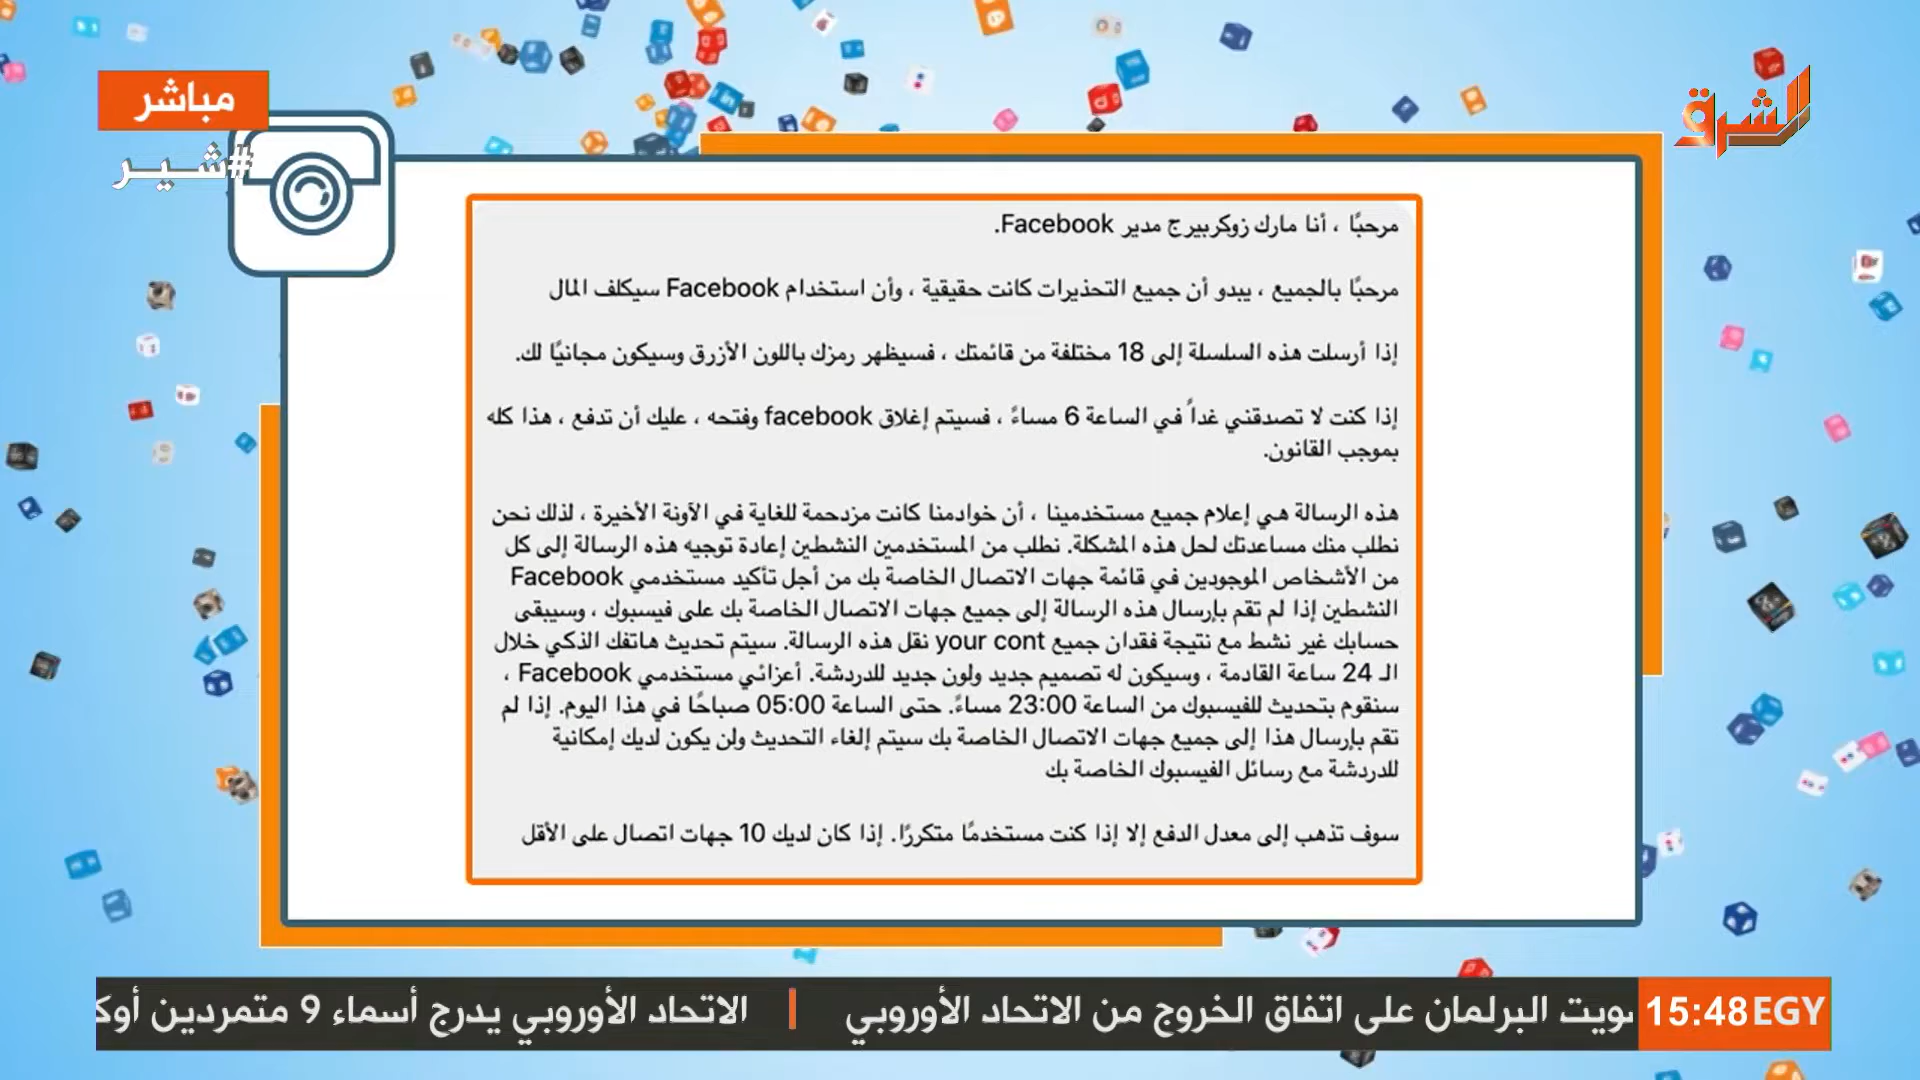 مباشر
#شير
الشرق
مرحبًا ، أنا مارك زوكربيرج مدير Facebook.
مرحبًا بالجميع ، يبدو أن جميع التحذيرات كانت حقيقية ، وأن استخدام Facebook سيكلف المال
إذا أرسلت هذه السلسلة إلى 18 مختلفة من قائمتك ، فسيظهر رمزك باللون الأزرق وسيكون مجانيًا لك.
إذا كنت لا تصدقني غداً في الساعة 6 مساءً ، فسيتم إغلاق facebook وفتحه ، عليك أن تدفع ، هذا كله
بموجب القانون.
هذه الرسالة هي إعلام جميع مستخدمينا ، أن خوادمنا كانت مزدحمة للغاية في الآونة الأخيرة ، لذلك نحن
نطلب منك مساعدتك لحل هذه المشكلة. نطلب من المستخدمين النشطين إعادة توجيه هذه الرسالة إلى كل
من الأشخاص الموجودين في قائمة جهات الاتصال الخاصة بك من أجل تأكيد مستخدمي Facebook
النشطين إذا لم تقم بإرسال هذه الرسالة إلى جميع جهات الاتصال الخاصة بك على فيسبوك ، وسيبقى
حسابك غير نشط مع نتيجة فقدان جميع your cont نقل هذه الرسالة. سيتم تحديث هاتفك الذكي خلال
الـ 24 ساعة القادمة ، وسيكون له تصميم جديد ولون جديد للدردشة. أعزائي مستخدمي Facebook ،
سنقوم بتحديث للفيسبوك من الساعة 23:00 مساءً. حتى الساعة 05:00 صباحًا في هذا اليوم. إذا لم
تقم بإرسال هذا إلى جميع جهات الاتصال الخاصة بك سيتم إلغاء التحديث ولن يكون لديك إمكانية
للدردشة مع رسائل الفيسبوك الخاصة بك
سوف تذهب إلى معدل الدفع إلا إذا كنت مستخدمًا متكررًا. إذا كان لديك 10 جهات اتصال على الأقل
15:48 EGY
ويت البرلمان على اتفاق الخروج من الاتحاد الأوروبي | الاتحاد الأوروبي يدرج أسماء 9 متمردين أوك